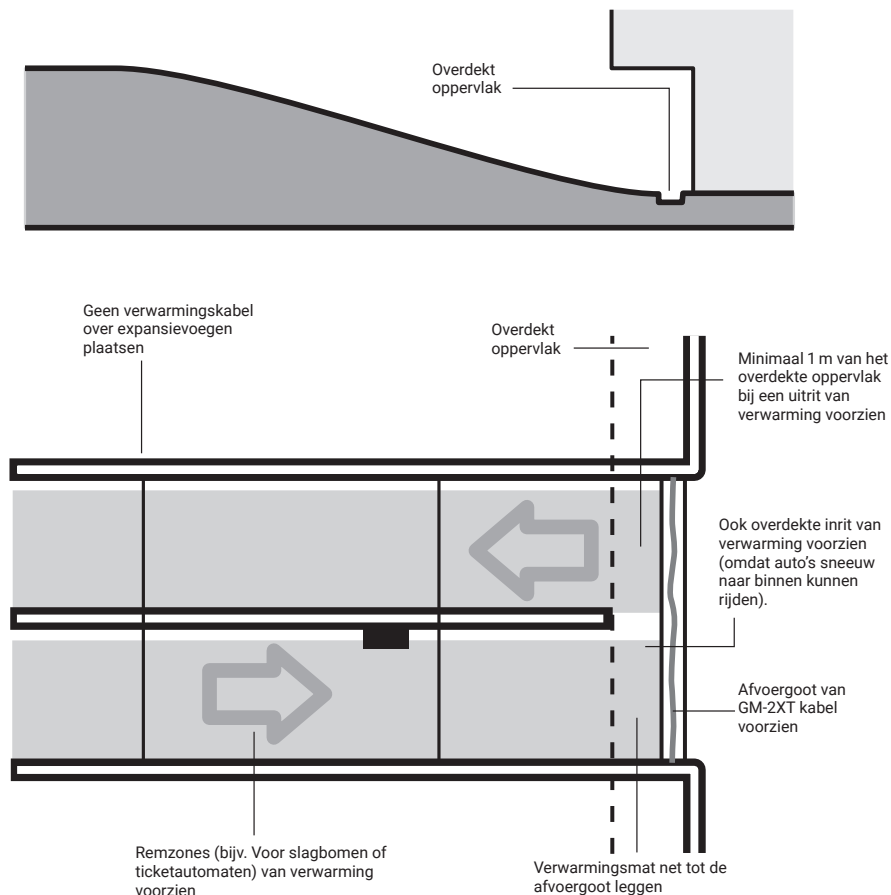 Overdekt
oppervlak
Geen verwarmingskabel
over expansievoegen
plaatsen
Overdekt
oppervlak
Minimaal 1 m van het
overdekte oppervlak
bij een uitrit van
verwarming voorzien
Ook overdekte inrit van
verwarming voorzien
(omdat auto's sneeuw
naar binnen kunnen
rijden).
Afvoergoot van
GM-2XT kabel
voorzien
Remzones (bijv. Voor slagbomen of
ticketautomaten) van verwarming
voorzien
Verwarmingsmat net tot de
afvoergoot leggen